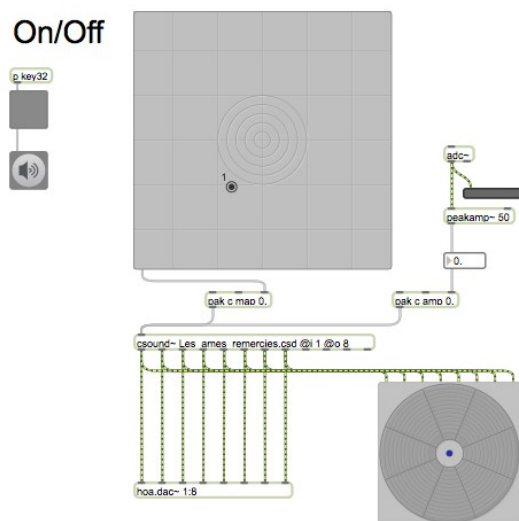 On/Off
p key32
1
adc~
peakamp~ 50
0.
pak c map 0.
pak c amp 0.
csound~ Les_ames_remercies.csd @i 1 @o 8
hoa.dac~ 1:8